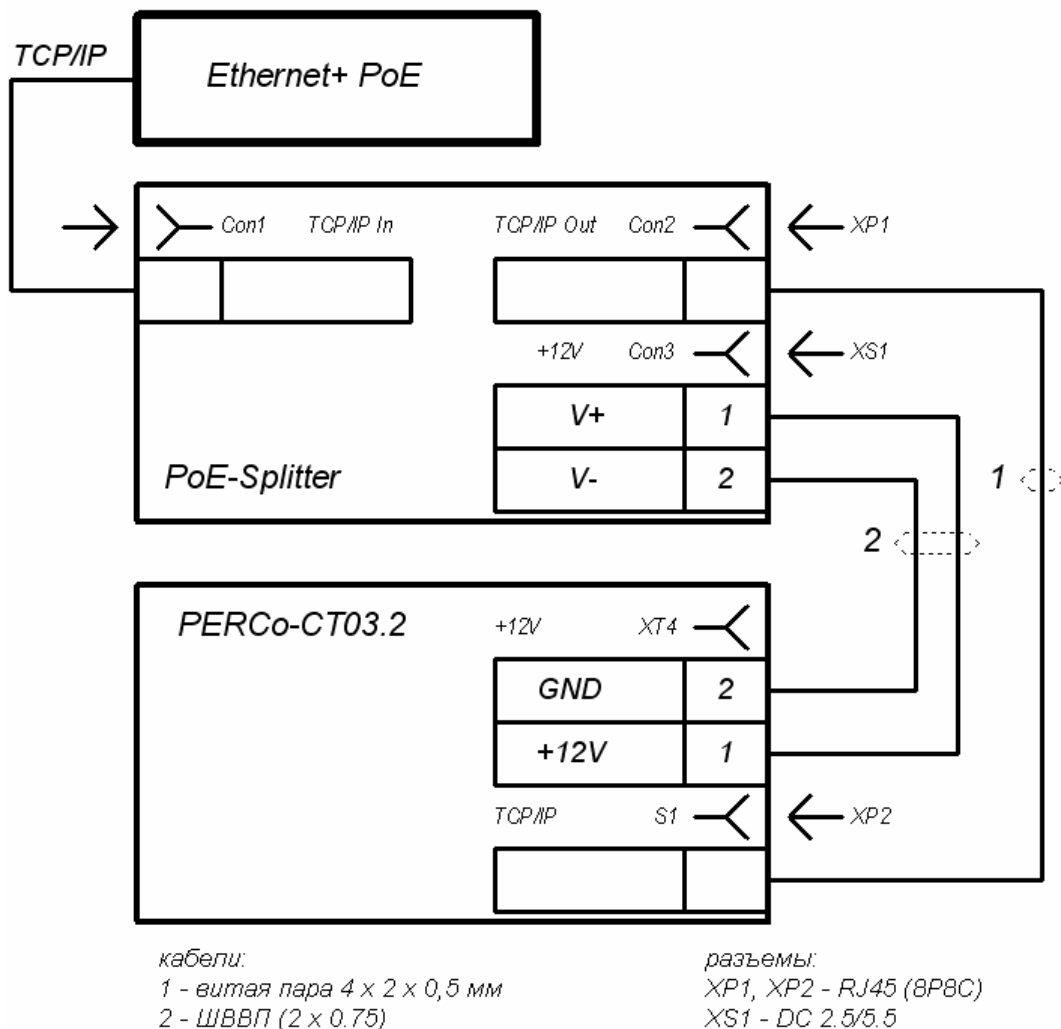 TCP/IP
Ethernet+ PoE
Con1 TCP/IP In TCP/IP Out Con2 XP1
+12V Con3 XS1
V+ 1
PoE-Splitter V- 2 1
2
PERCo-CT03.2 +12V XT4
GND 2
+12V 1
TCP/IP S1 XP2
кабели: разъемы:
1 - витая пара 4 x 2 x 0,5 мм XP1, XP2 - RJ45 (8P8C)
2 - ШВВП (2 x 0.75) XS1 - DC 2.5/5.5